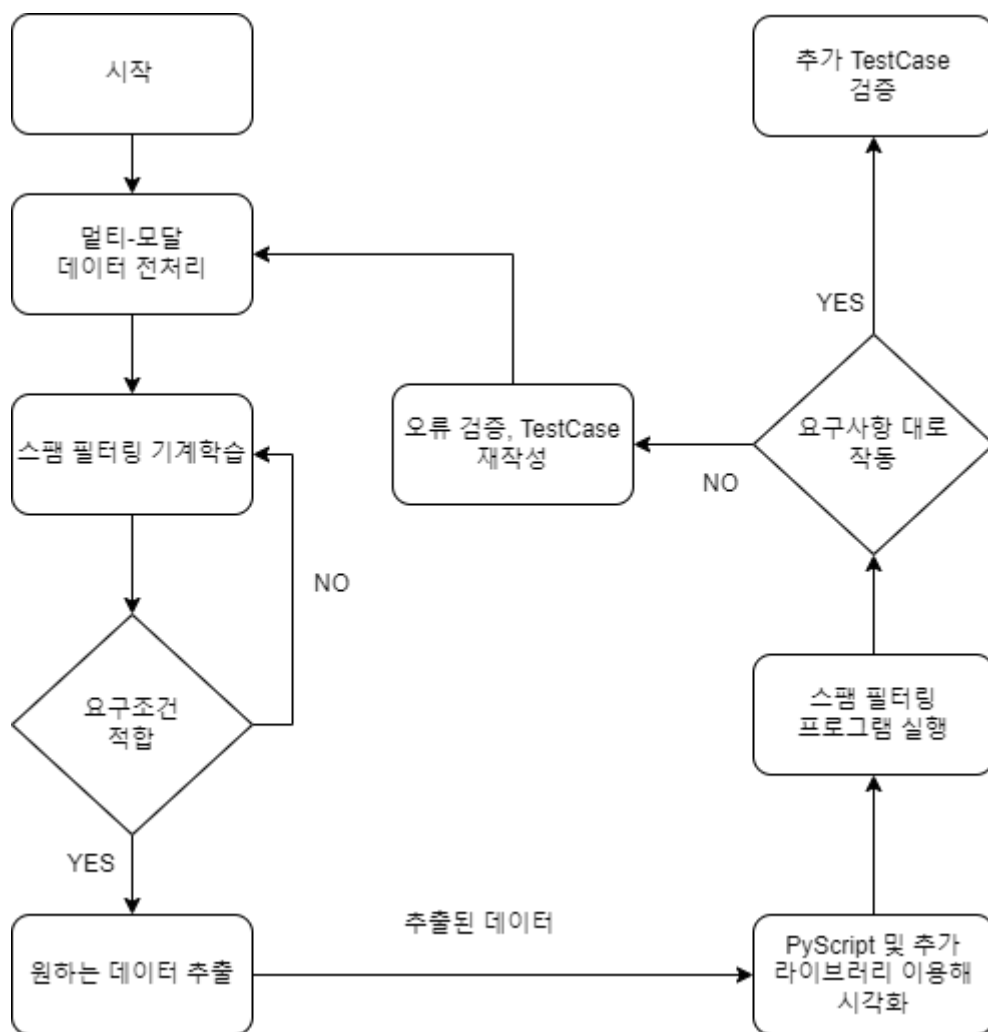 시작
멀티-모달
데이터 전처리
스팸 필터링 기계학습
NO
요구조건
적합
YES
원하는 데이터 추출
추출된 데이터
PyScript 및 추가
라이브러리 이용해
시각화
스팸 필터링
프로그램 실행
요구사항 대로
작동
NO
오류 검증, TestCase
재작성
YES
추가 TestCase
검증